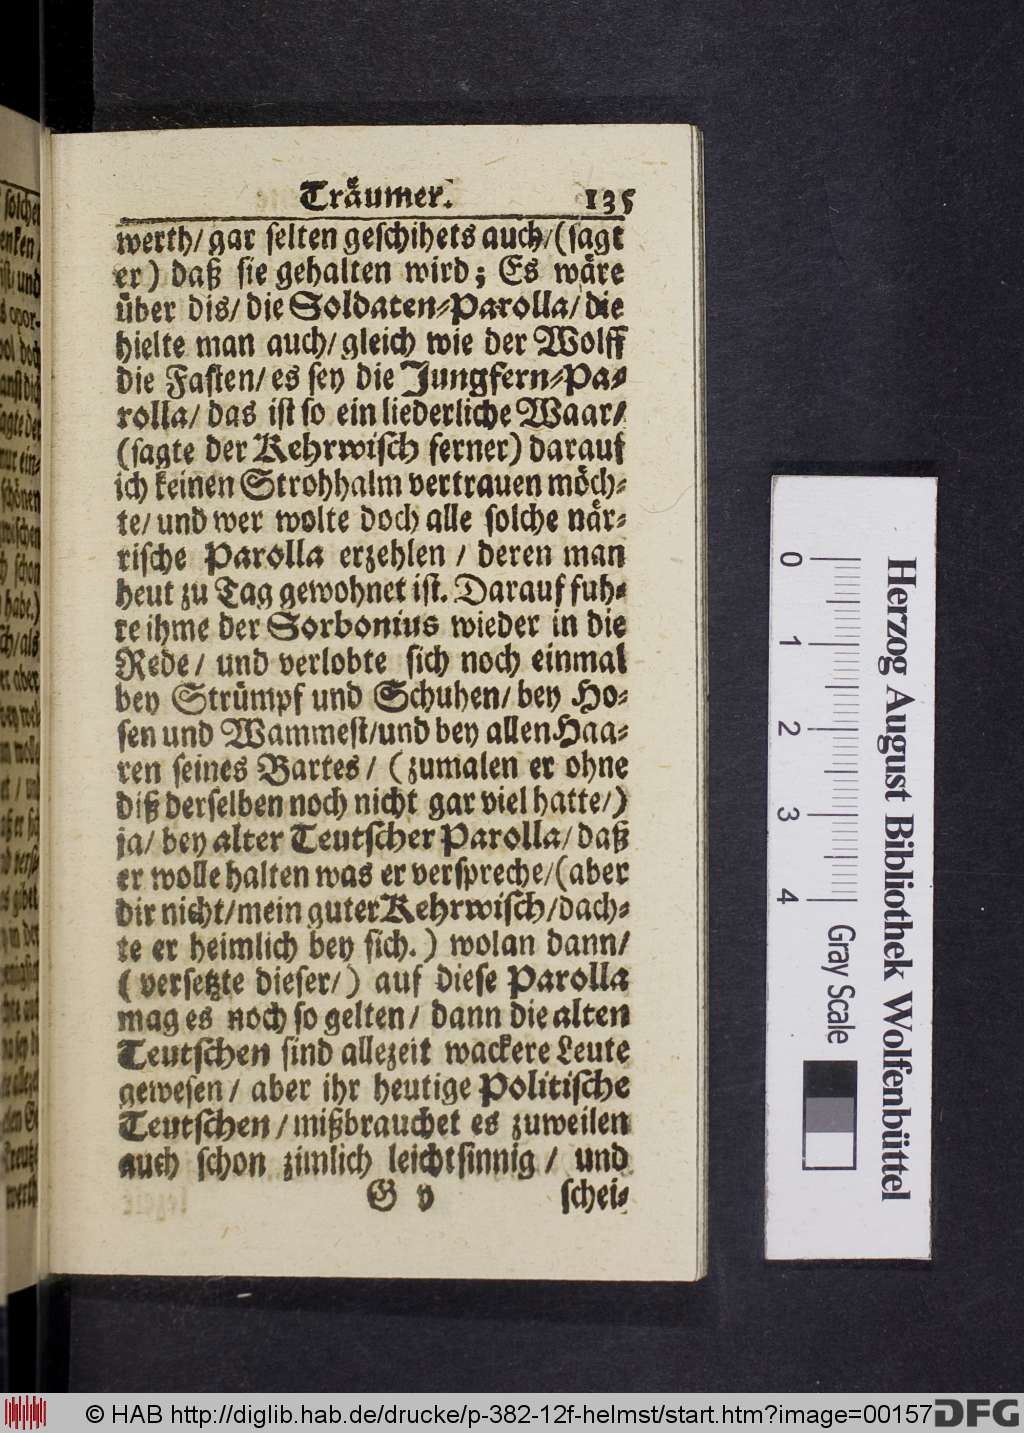 Träumer. 135
werth/ gar selten geschihets auch/ (sagt
er) daß sie gehalten wird; Es wäre
über dis/ die Soldaten-Parolla/ die
hielte man auch/ gleich wie der Wolff
die Fasten/ es sey die Jungfern-Pa-
rolla/ das ist so ein liederliche Waar/
(sagte der Kehrwisch ferner) darauf
ich keinen Strohhalm vertrauen möch-
te/ und wer wolte doch alle solche när-
rische Parolla erzehlen / deren man
heut zu Tag gewohnet ist. Darauf fuh-
re ihme der Sorbonius wieder in die
Rede/ und verlobte sich noch einmal
bey Strümpf und Schuhen/ bey Ho-
sen und Wammest/ und bey allen Haa-
ren seines Bartes/ (zumalen er ohne
diß derselben noch nicht gar viel hatte/)
ja/ bey alter Teutscher Parolla/ daß
er wolle halten was er verspreche/ (aber
dir nicht/ mein guter Kehrwisch/ dach-
te er heimlich bey sich.) wolan dann/
(versetzte dieser/) auf diese Parolla
mag es noch so gelten/ dann die alten
Teutschen sind allezeit wackere Leute
gewesen/ aber ihr heutige Politische
Teutschen/ mißbrauchet es zuweilen
auch schon zimlich leichtsinnig / und
G y schei-
Herzog August Bibliothek Wolfenbüttel
0 1 2 3 4 Gray Scale
© HAB http://diglib.hab.de/drucke/p-382-12f-helmst/start.htm?image=00157 DFG